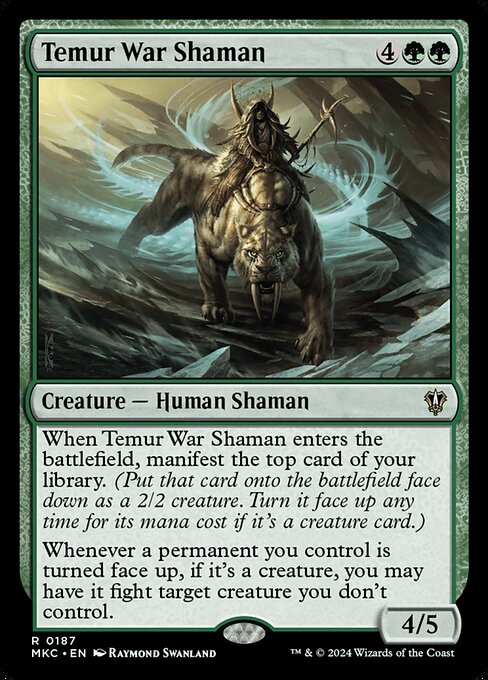 Temur War Shaman 4
Creature — Human Shaman
When Temur War Shaman enters the
battlefield, manifest the top card of your
library. (Put that card onto the battlefield face
down as a 2/2 creature. Turn it face up any
time for its mana cost if it's a creature card.)
Whenever a permanent you control is
turned face up, if it's a creature, you may
have it fight target creature you don't
control.
4/5
R 0187
MKC • EN Raymond Swanland
™ & © 2024 Wizards of the Coast